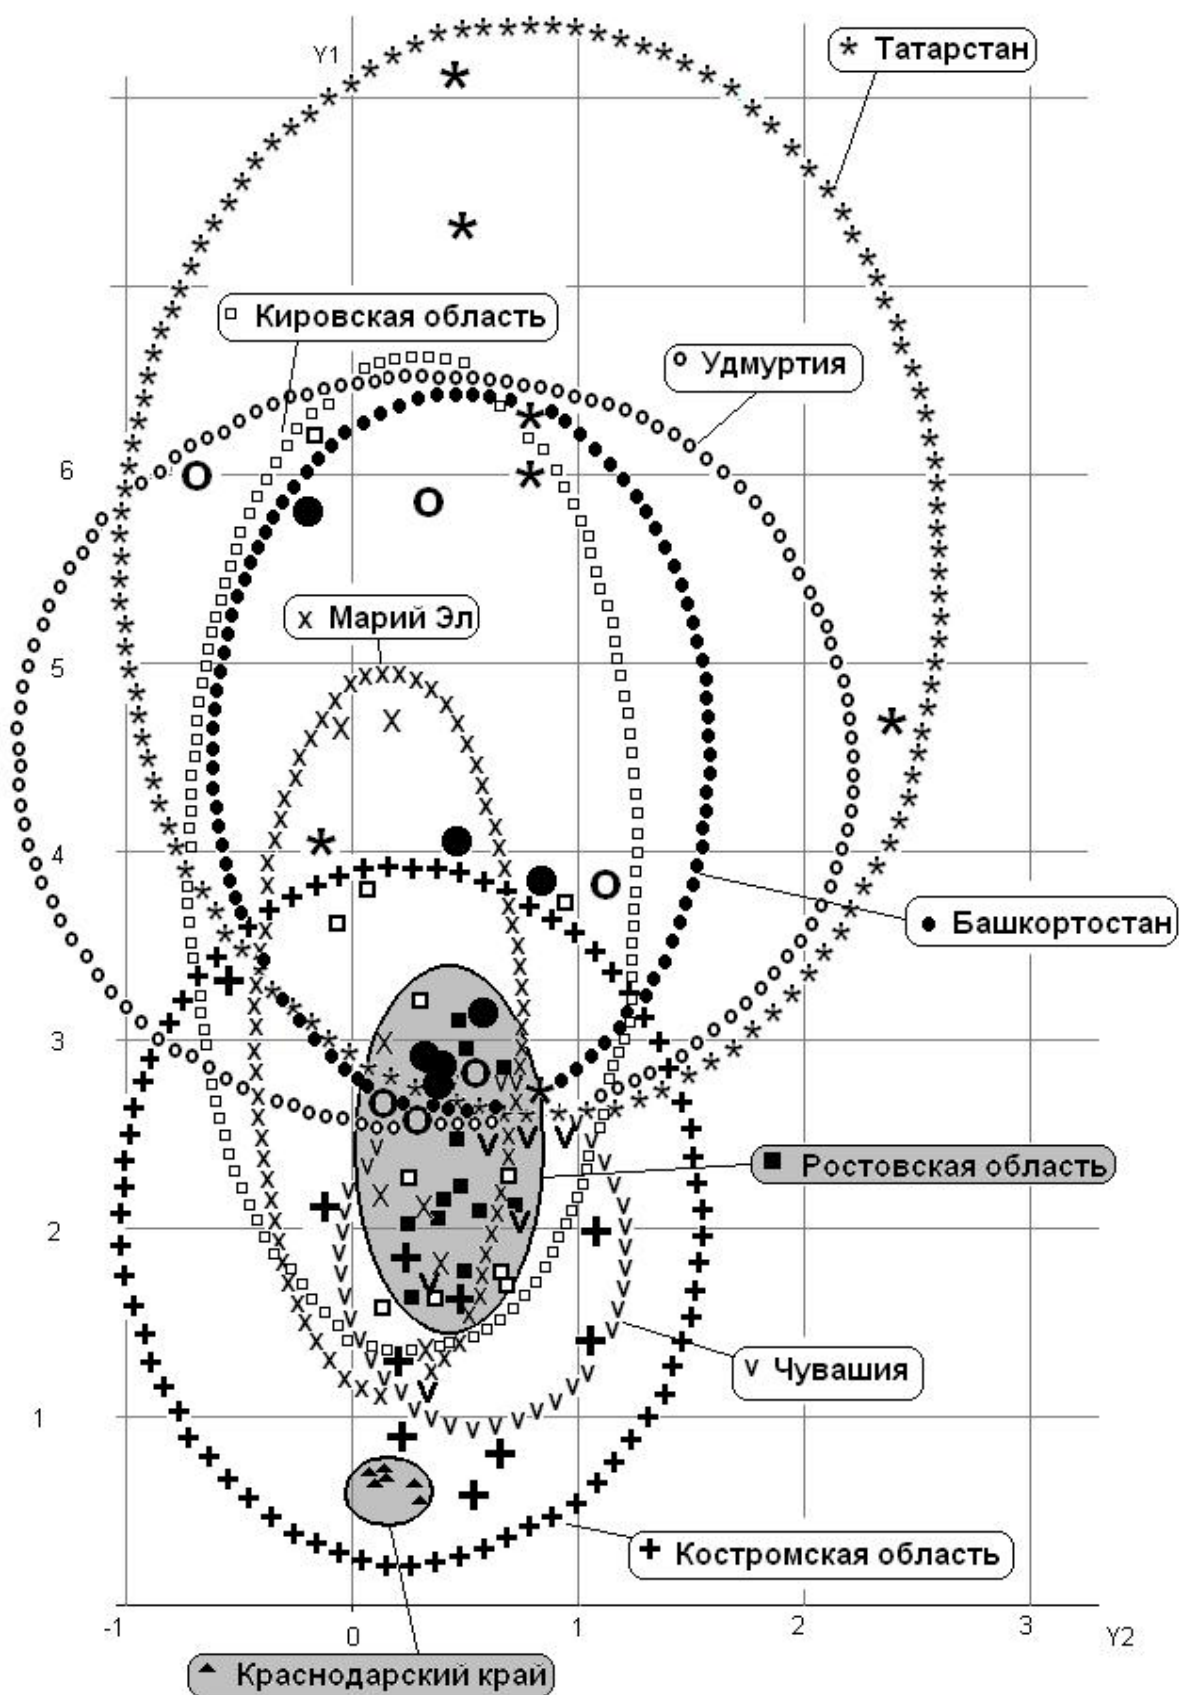 Y1
* Татарстан
Кировская область
Удмуртия
6
x Марий Эл
5
4
Башкортостан
3
Ростовская область
2
v Чувашия
1
+ Костромская область
-1 0 1 2 3 Y2
Краснодарский край